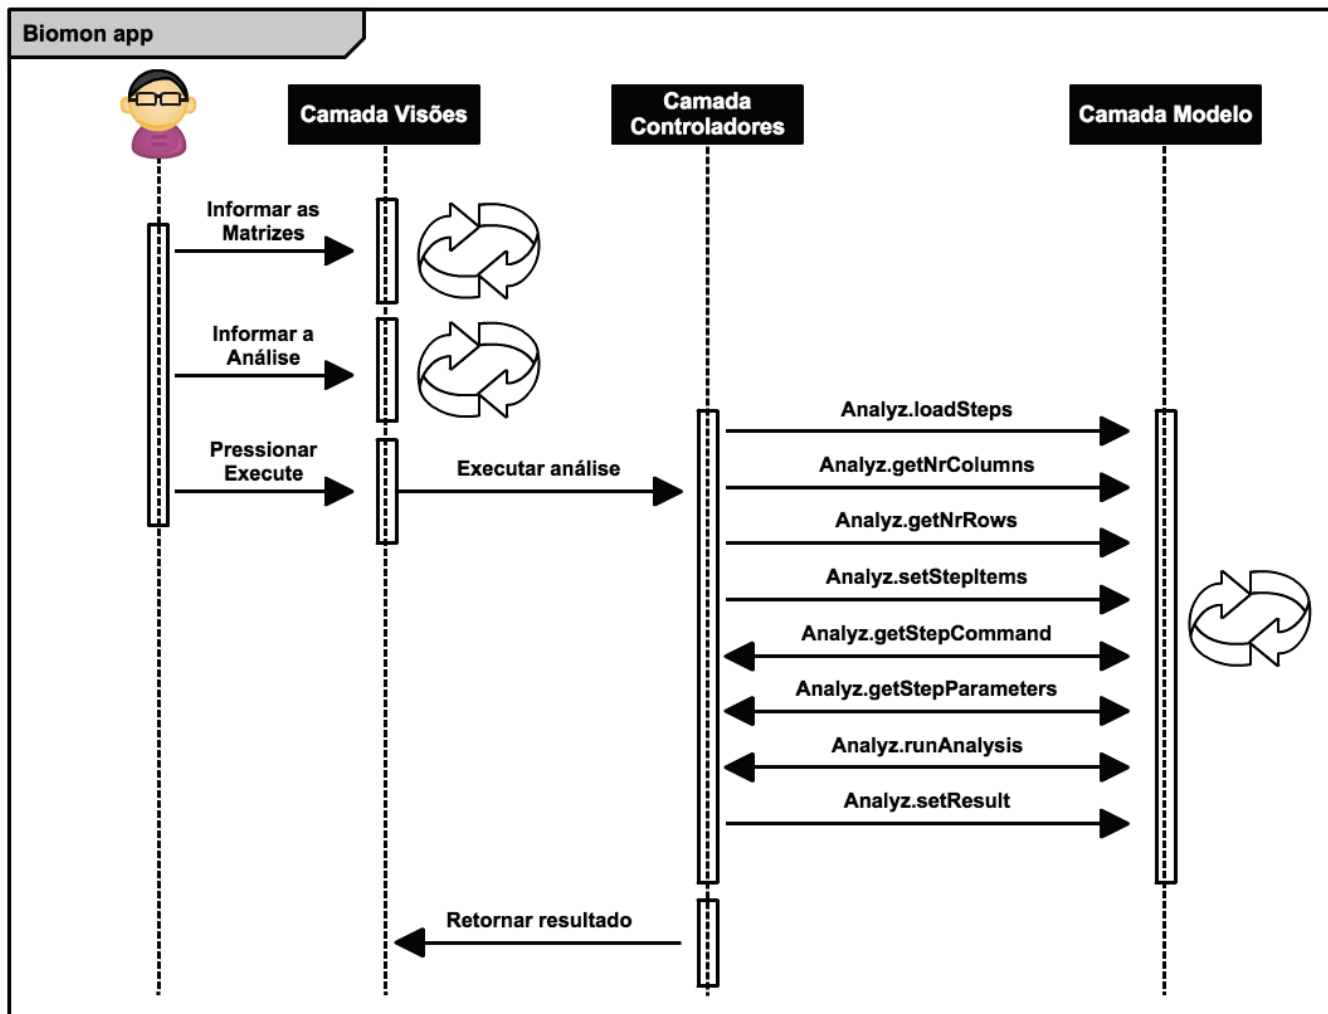 Biomon app
Camada Visões
Camada
Controladores
Camada Modelo
Informar as
Matrizes
Informar a
Análise
Analyz.loadSteps
Pressionar
Execute
Executar análise
Analyz.getNrColumns
Analyz.getNrRows
Analyz.setStepItems
Analyz.getStepCommand
Analyz.getStepParameters
Analyz.runAnalysis
Analyz.setResult
Retornar resultado